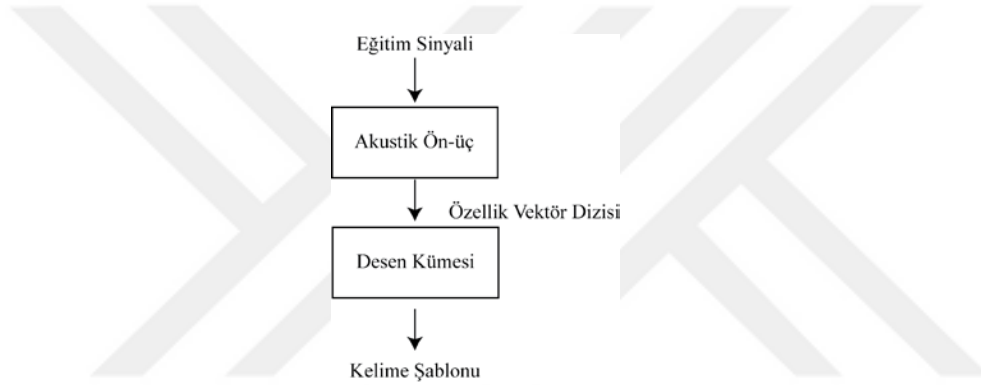 Eğitim Sinyali
Akustik Ön-üç
Özellik Vektör Dizisi
Desen Kümesi
Kelime Şablonu